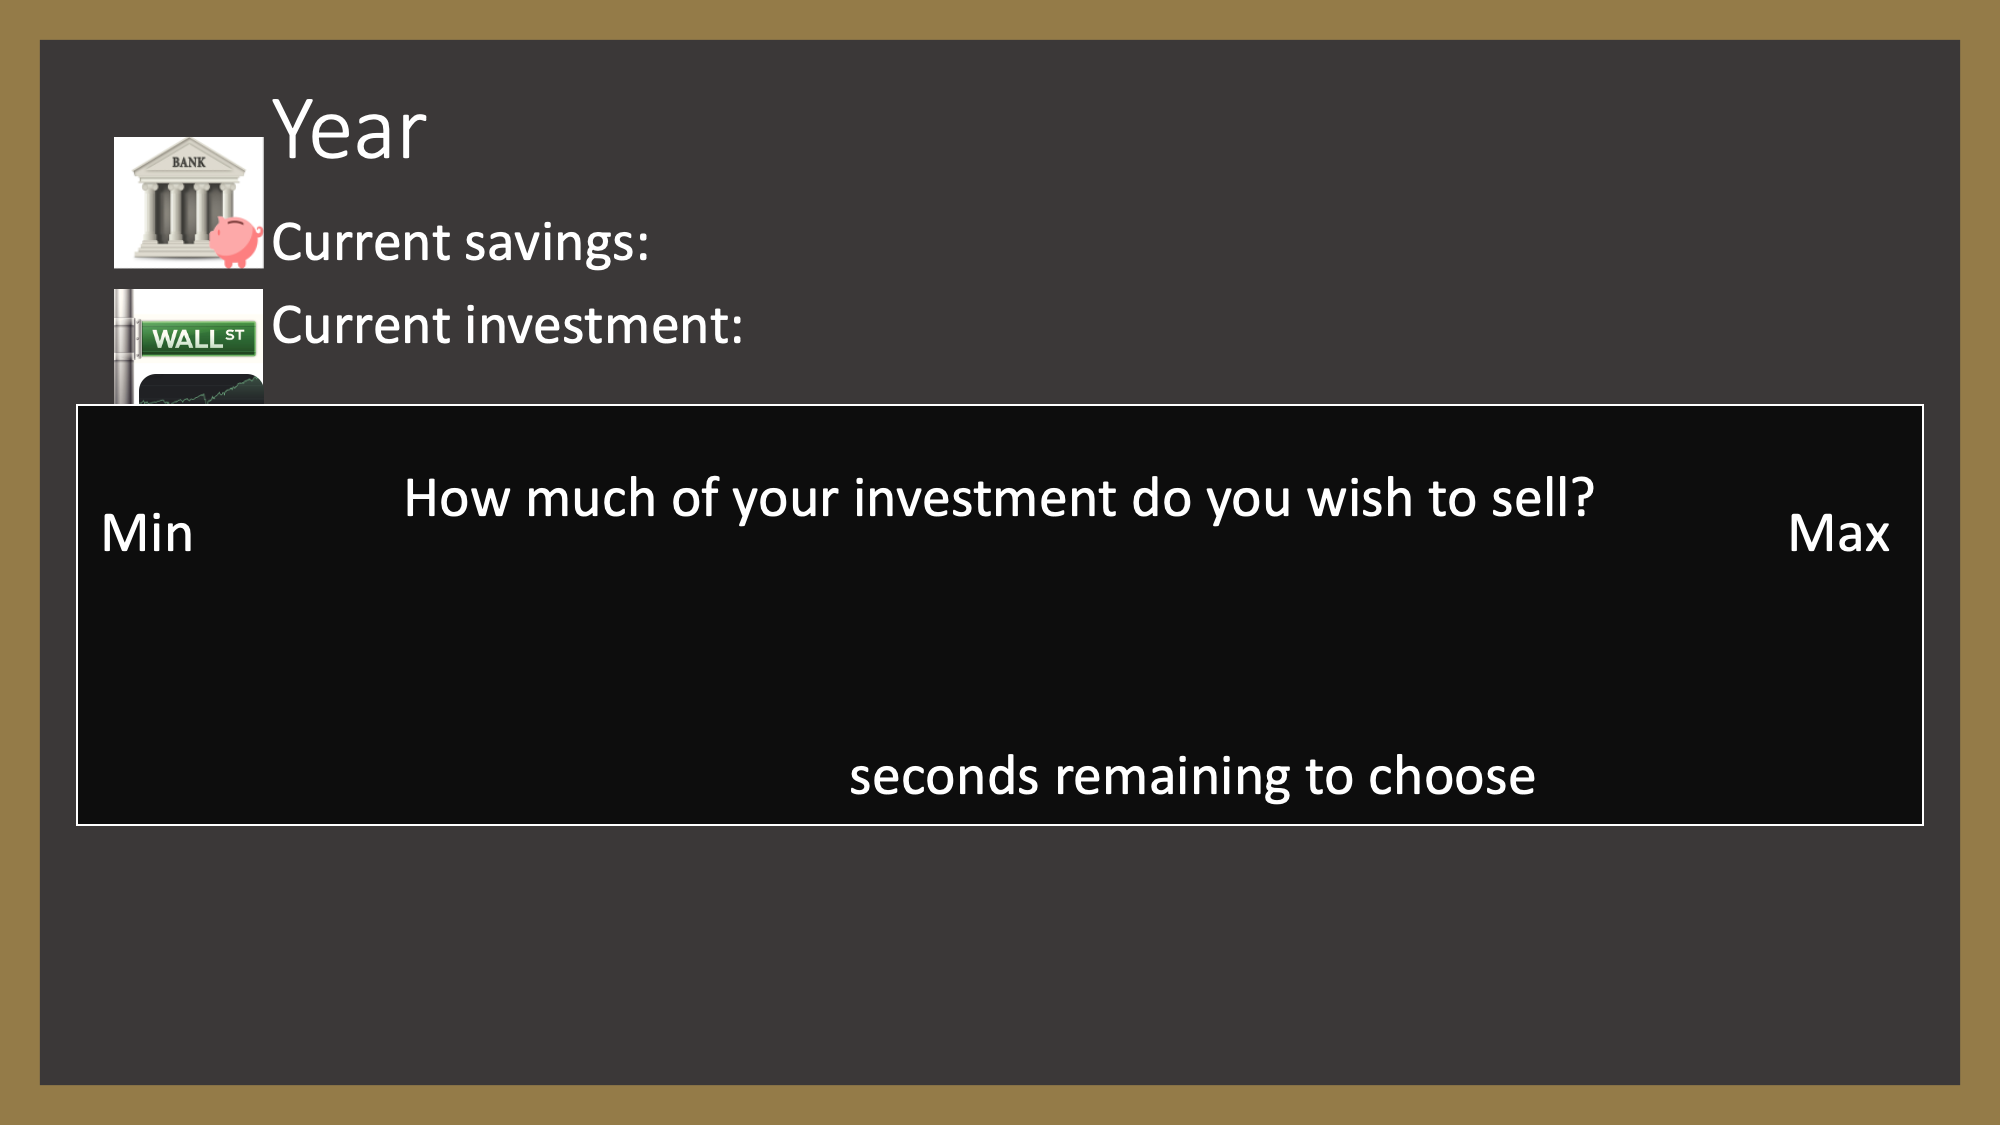 Year
BANK
Current savings:
WALL ST
Current investment:
How much of your investment do you wish to sell?
Min
Max
seconds remaining to choose